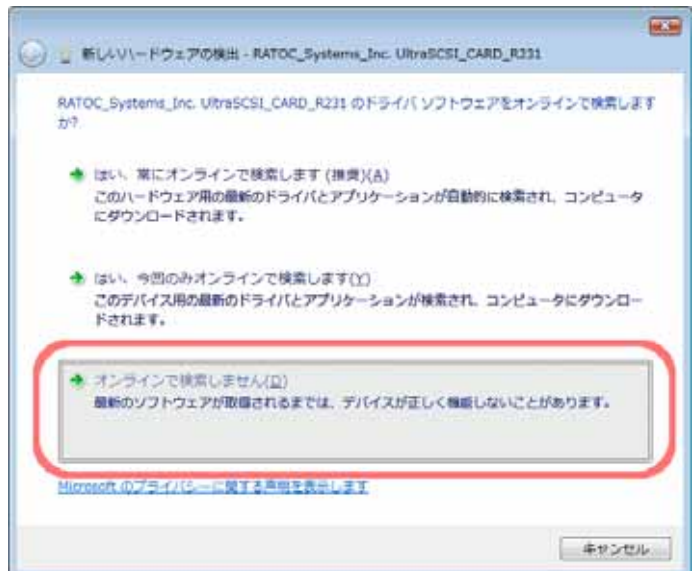 新しいハードウェアの検出 - RATOC_Systems_Inc. UltraSCSI_CARD_R231
RATOC_Systems_Inc. UltraSCSI_CARD_R231 のドライバ ソフトウェアをオンラインで検索します
か?
はい、常にオンラインで検索します (推奨)(A)
このハードウェア用の最新のドライバとアプリケーションが自動的に検索され、コンピュータ
にダウンロードされます。
はい、今回のみオンラインで検索します(Y)
このデバイス用の最新のドライバとアプリケーションが検索され、コンピュータにダウンロー
ドされます。
オンラインで検索しません(D)
最新のソフトウェアが取得されるまでは、デバイスが正しく機能しないことがあります。
Microsoft のプライバシーに関する声明を表示します
キャンセル